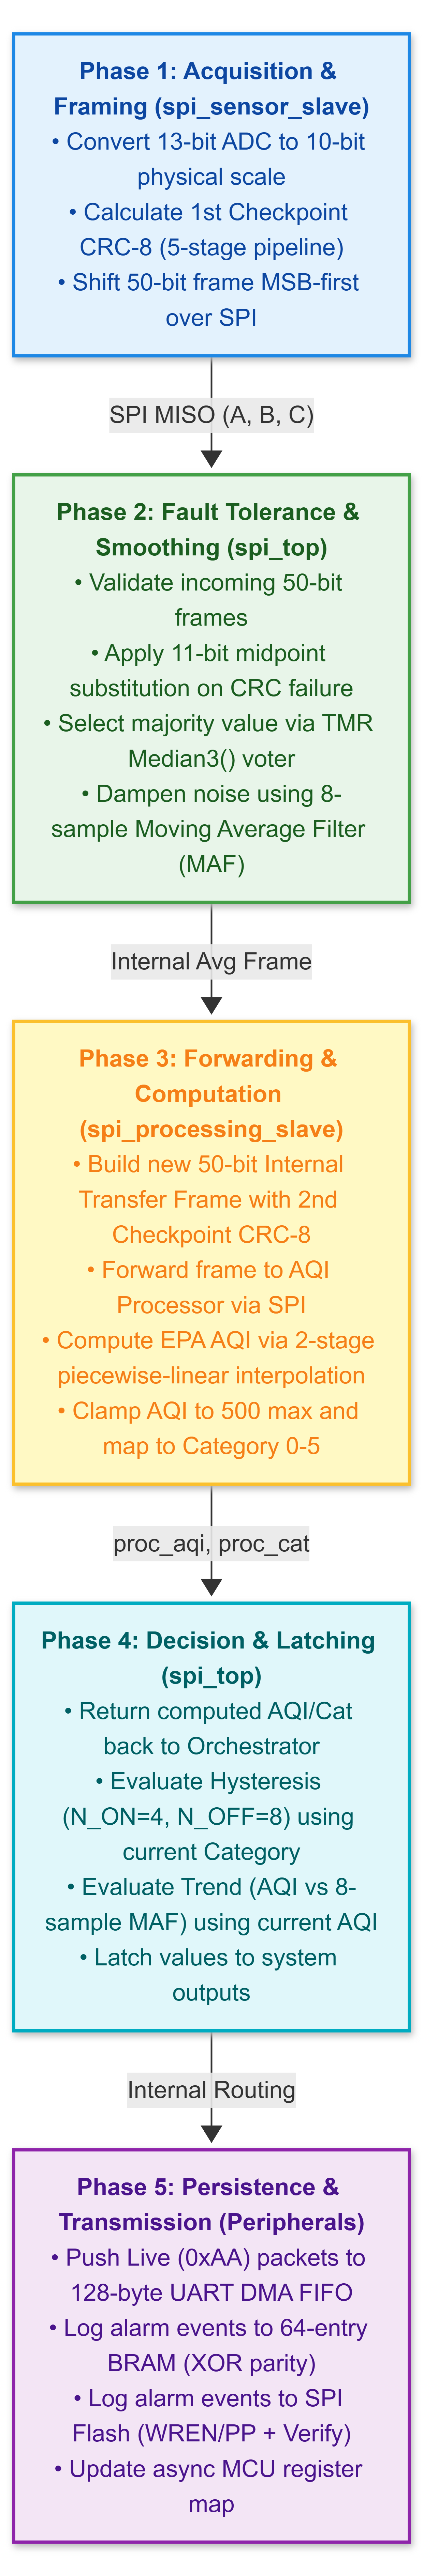 Phase 1: Acquisition &
Framing (spi_sensor_slave)
• Convert 13-bit ADC to 10-bit
physical scale
• Calculate 1st Checkpoint
CRC-8 (5-stage pipeline)
• Shift 50-bit frame MSB-first
over SPI
SPI MISO (A, B, C)
Phase 2: Fault Tolerance &
Smoothing (spi_top)
• Validate incoming 50-bit
frames
• Apply 11-bit midpoint
substitution on CRC failure
• Select majority value via TMR
Median3() voter
• Dampen noise using 8-
sample Moving Average Filter
(MAF)
Internal Avg Frame
Phase 3: Forwarding &
Computation
(spi_processing_slave)
• Build new 50-bit Internal
Transfer Frame with 2nd
Checkpoint CRC-8
• Forward frame to AQI
Processor via SPI
• Compute EPA AQI via 2-stage
piecewise-linear interpolation
• Clamp AQI to 500 max and
map to Category 0-5
proc_aqi, proc_cat
Phase 4: Decision & Latching
(spi_top)
• Return computed AQI/Cat
back to Orchestrator
• Evaluate Hysteresis
(N_ON=4, N_OFF=8) using
current Category
• Evaluate Trend (AQI vs 8-
sample MAF) using current AQI
• Latch values to system
outputs
Internal Routing
Phase 5: Persistence &
Transmission (Peripherals)
• Push Live (0xAA) packets to
128-byte UART DMA FIFO
• Log alarm events to 64-entry
BRAM (XOR parity)
• Log alarm events to SPI
Flash (WREN/PP + Verify)
• Update async MCU register
map